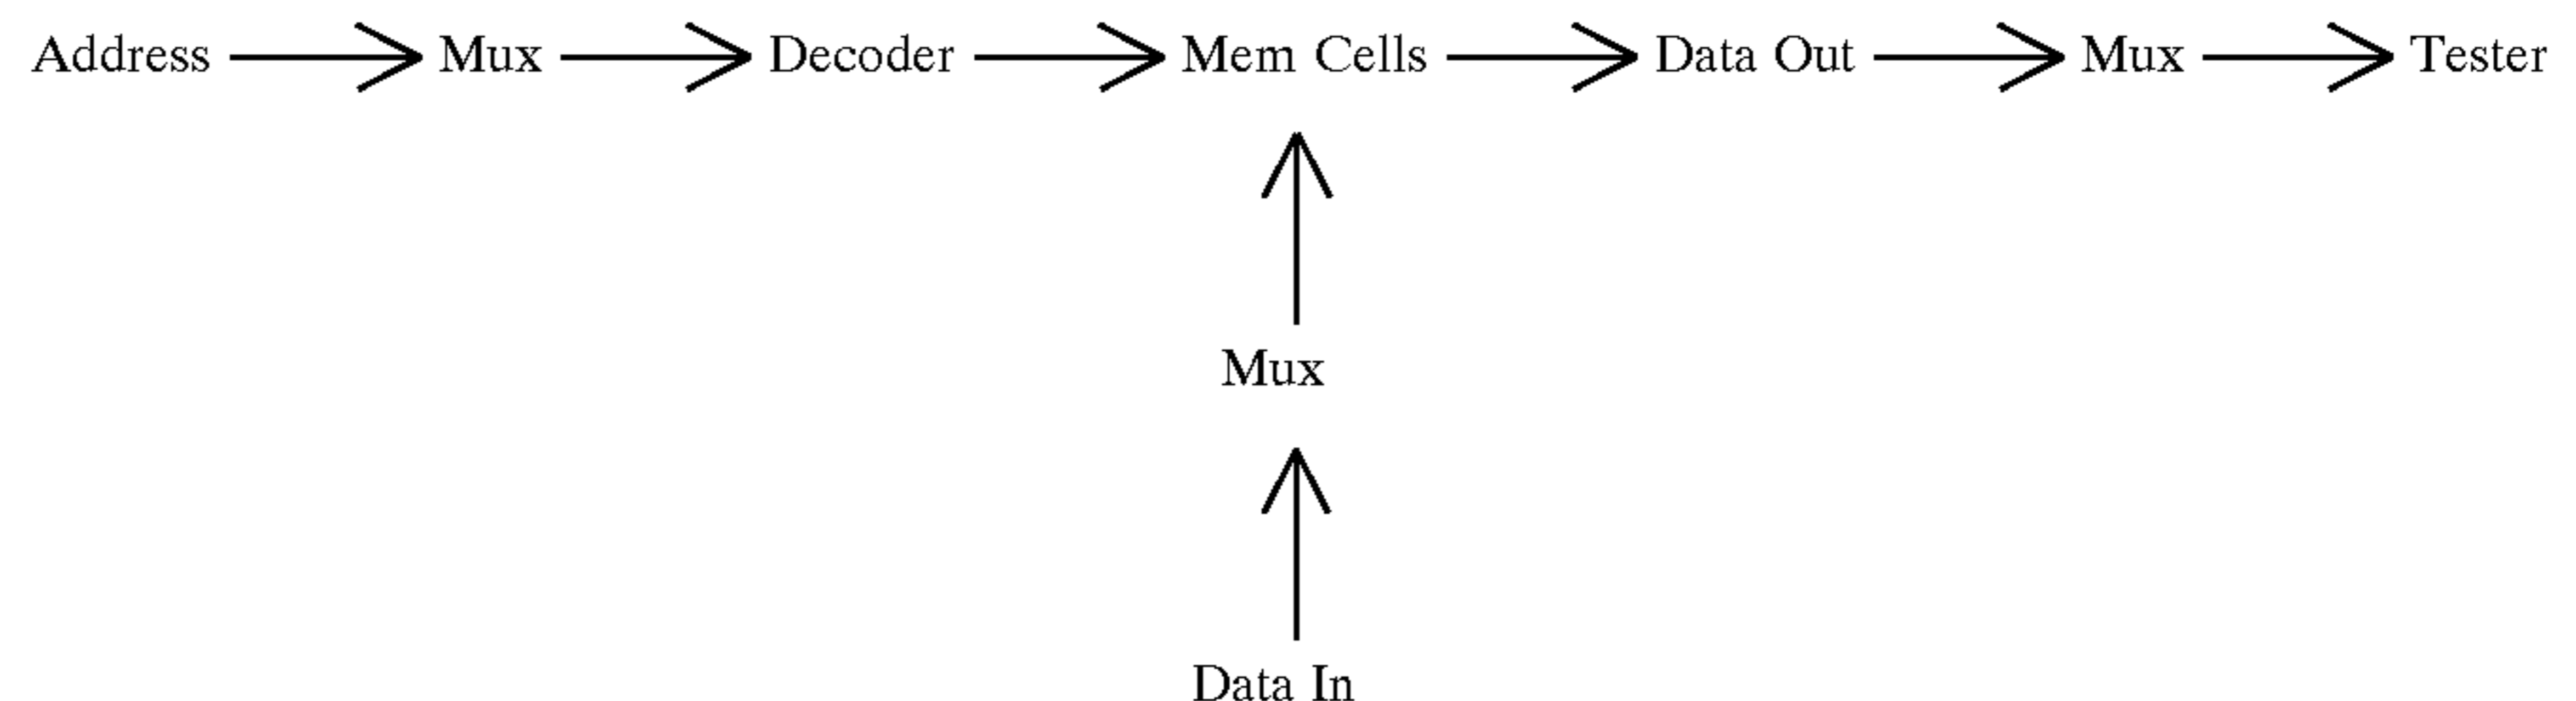 Address Mux Decoder Mem Cells Data Out Mux Tester
Mux
Data In